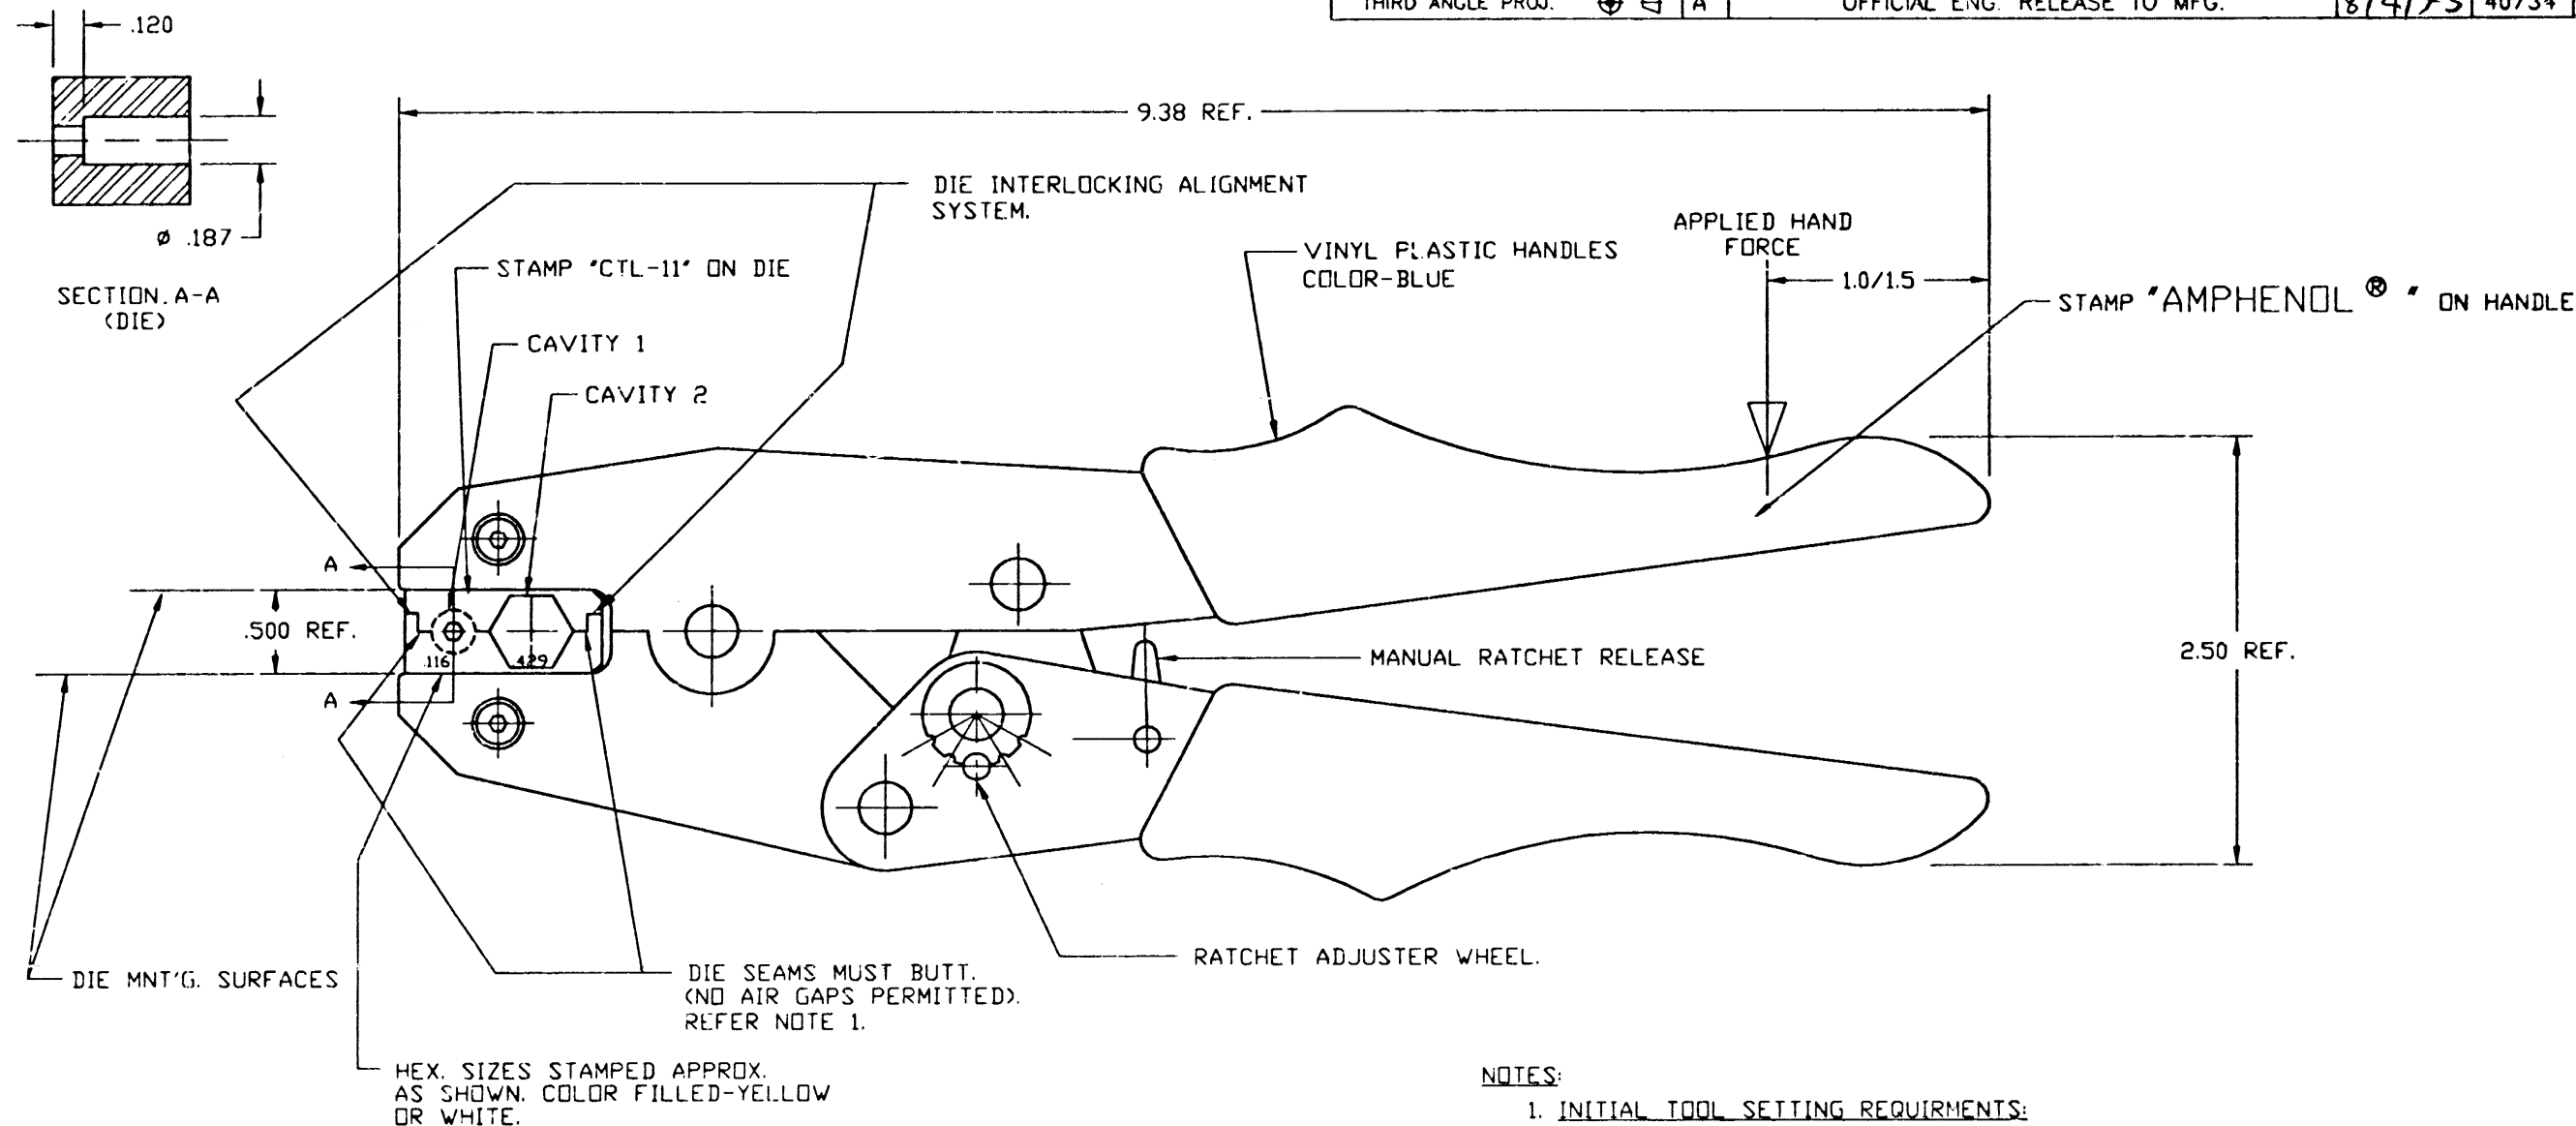 THIRD ANGLE PROJ. A OFFICIAL ENG. RELEASE TO MFG.
.120
9.38 REF.
DIE INTERLOCKING ALIGNMENT
SYSTEM.
APPLIED HAND
FORCE
Ø .187
VINYL PLASTIC HANDLES
COLOR-BLUE
STAMP "CTL-11" ON DIE
1.0/1.5
SECTION. A-A
(DIE)
STAMP "AMPHENOL ® " ON HANDLE
CAVITY 1
CAVITY 2
A
.500 REF.
.116 .429
MANUAL RATCHET RELEASE
2.50 REF.
A
RATCHET ADJUSTER WHEEL.
DIE MNT'G. SURFACES
DIE SEAMS MUST BUTT.
(NO AIR GAPS PERMITTED).
REFER NOTE 1.
HEX. SIZES STAMPED APPROX.
AS SHOWN. COLOR FILLED-YELLOW
OR WHITE.
NOTES:
1. INITIAL TOOL SETTING REQUIRMENTS: